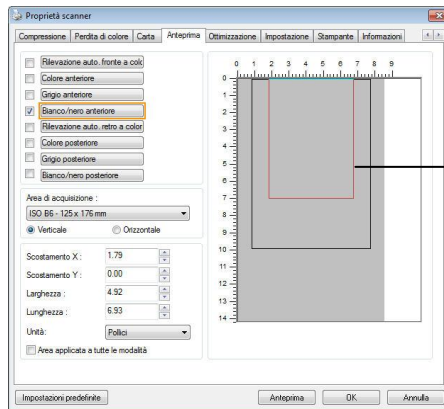 Proprietà scanner
Compressione Perdita di colore Carta Anteprima Ottimizzazione Impostazione Stampante Informazioni
Rilevazione auto. fronte a colo
Colore anteriore
Grigio anteriore
Bianco/nero anteriore
Rilevazione auto. retro a color
Colore posteriore
Grigio posteriore
Bianco/nero posteriore
Area di acquisizione :
ISO B6 - 125 x 176 mm
Verticale Orizzontale
Scostamento X : 1.79
Scostamento Y : 0.00
Larghezza : 4.92
Lunghezza : 6.93
Unità: Pollici
Area applicata a tutte le modalità
0 1 2 3 4 5 6 7 8 9
0
1
2
3
4
5
6
7
8
9
10
11
12
13
14
Impostazioni predefinite Anteprima OK Annulla